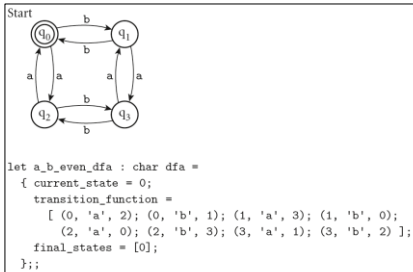 Start
q0 b q1
b
a a a a
b
q2 b q3
let a_b_even_dfa : char dfa =
{ current_state = 0;
transition_function =
[ (0, 'a', 2); (0, 'b', 1); (1, 'a', 3); (1, 'b', 0);
(2, 'a', 0); (2, 'b', 3); (3, 'a', 1); (3, 'b', 2) ];
final_states = [0];
};;